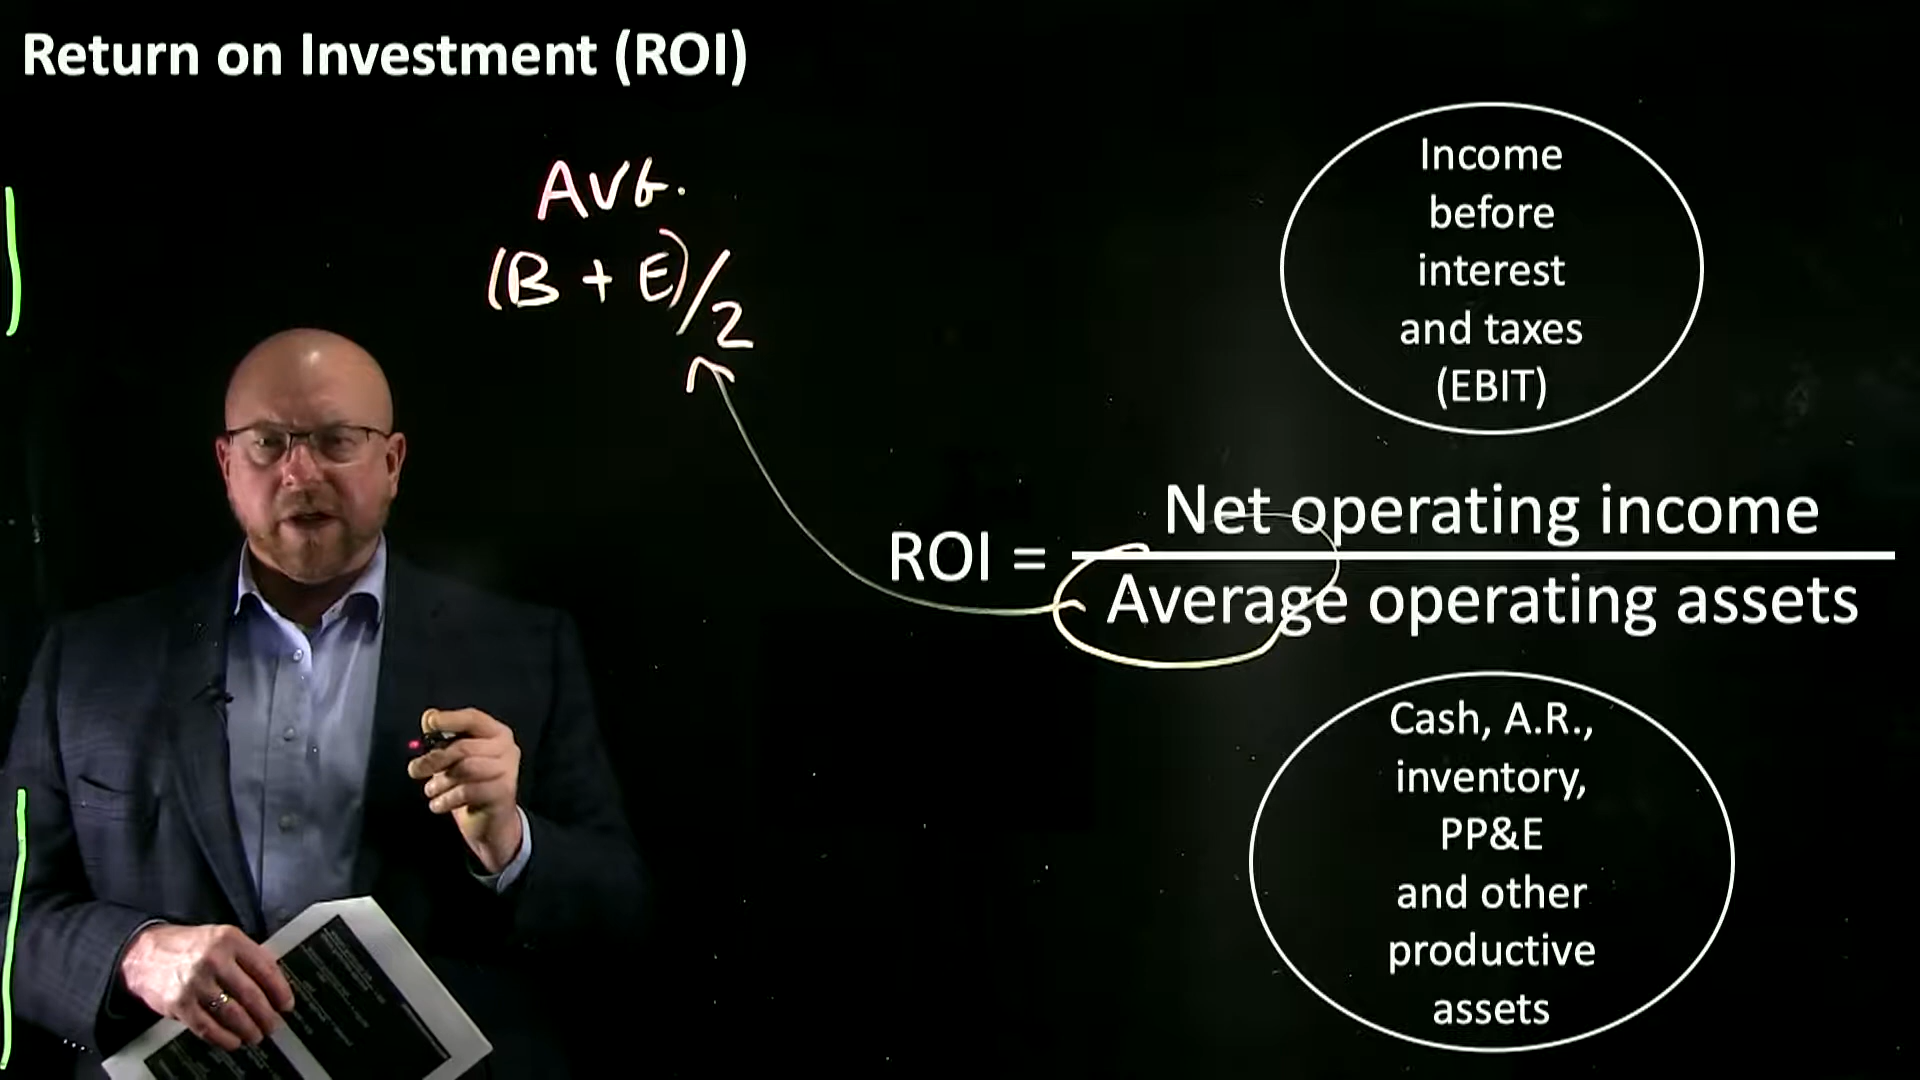 Return on Investment (ROI)
AVG.
(B + E)/2
Income
before
interest
and taxes
(EBIT)
ROI = Net operating income
Average operating assets
Cash, A.R.,
inventory,
PP&E
and other
productive
assets